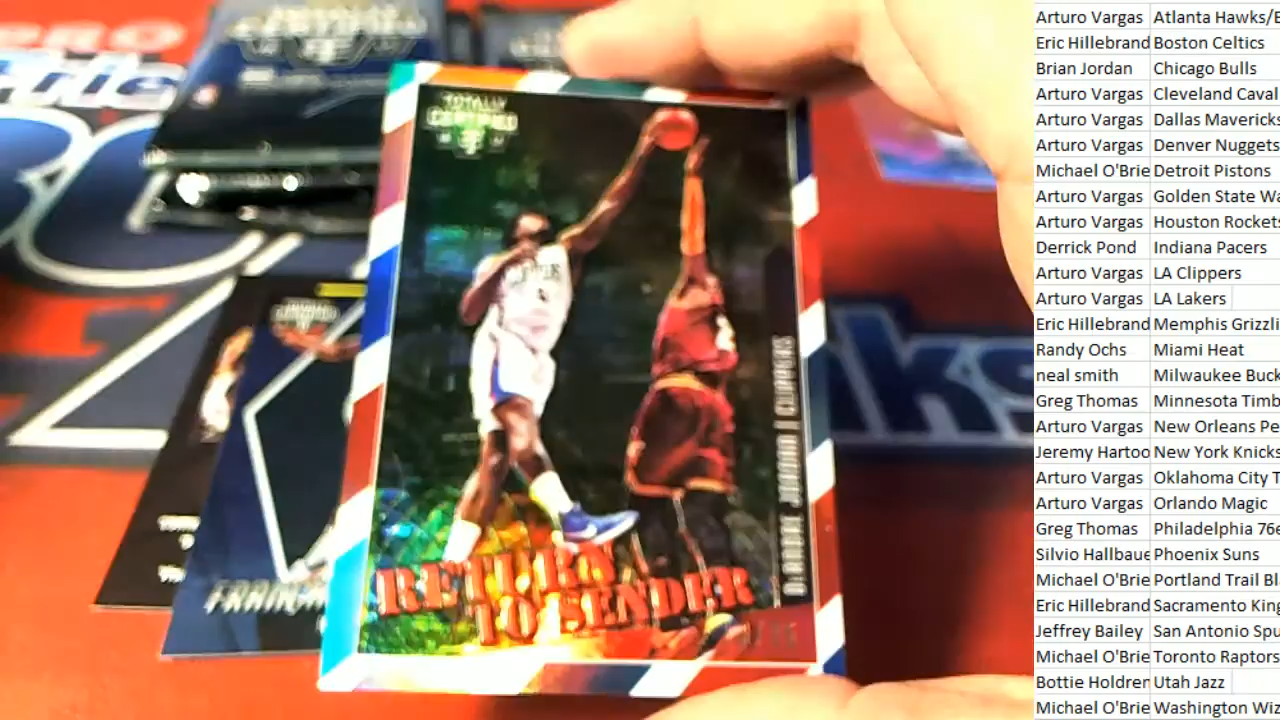 TOTALLY
CERTIFIED
RETURN
TO SENDER
DEANDRE JORDAN | CLIPPERS
Arturo Vargas Atlanta Hawks/E
Eric Hillebrand Boston Celtics
Brian Jordan Chicago Bulls
Arturo Vargas Cleveland Caval
Arturo Vargas Dallas Mavericks
Arturo Vargas Denver Nuggets
Michael O'Brie Detroit Pistons
Arturo Vargas Golden State Wa
Arturo Vargas Houston Rockets
Derrick Pond Indiana Pacers
Arturo Vargas LA Clippers
Arturo Vargas LA Lakers
Eric Hillebrand Memphis Grizzli
Randy Ochs Miami Heat
neal smith Milwaukee Buck
Greg Thomas Minnesota Timb
Arturo Vargas New Orleans Pe
Jeremy Hartoo New York Knicks
Arturo Vargas Oklahoma City T
Arturo Vargas Orlando Magic
Greg Thomas Philadelphia 76e
Silvio Hallbaue Phoenix Suns
Michael O'Brie Portland Trail Bl
Eric Hillebrand Sacramento King
Jeffrey Bailey San Antonio Spu
Michael O'Brie Toronto Raptors
Bottie Holdren Utah Jazz
Michael O'Brie Washington Wiz